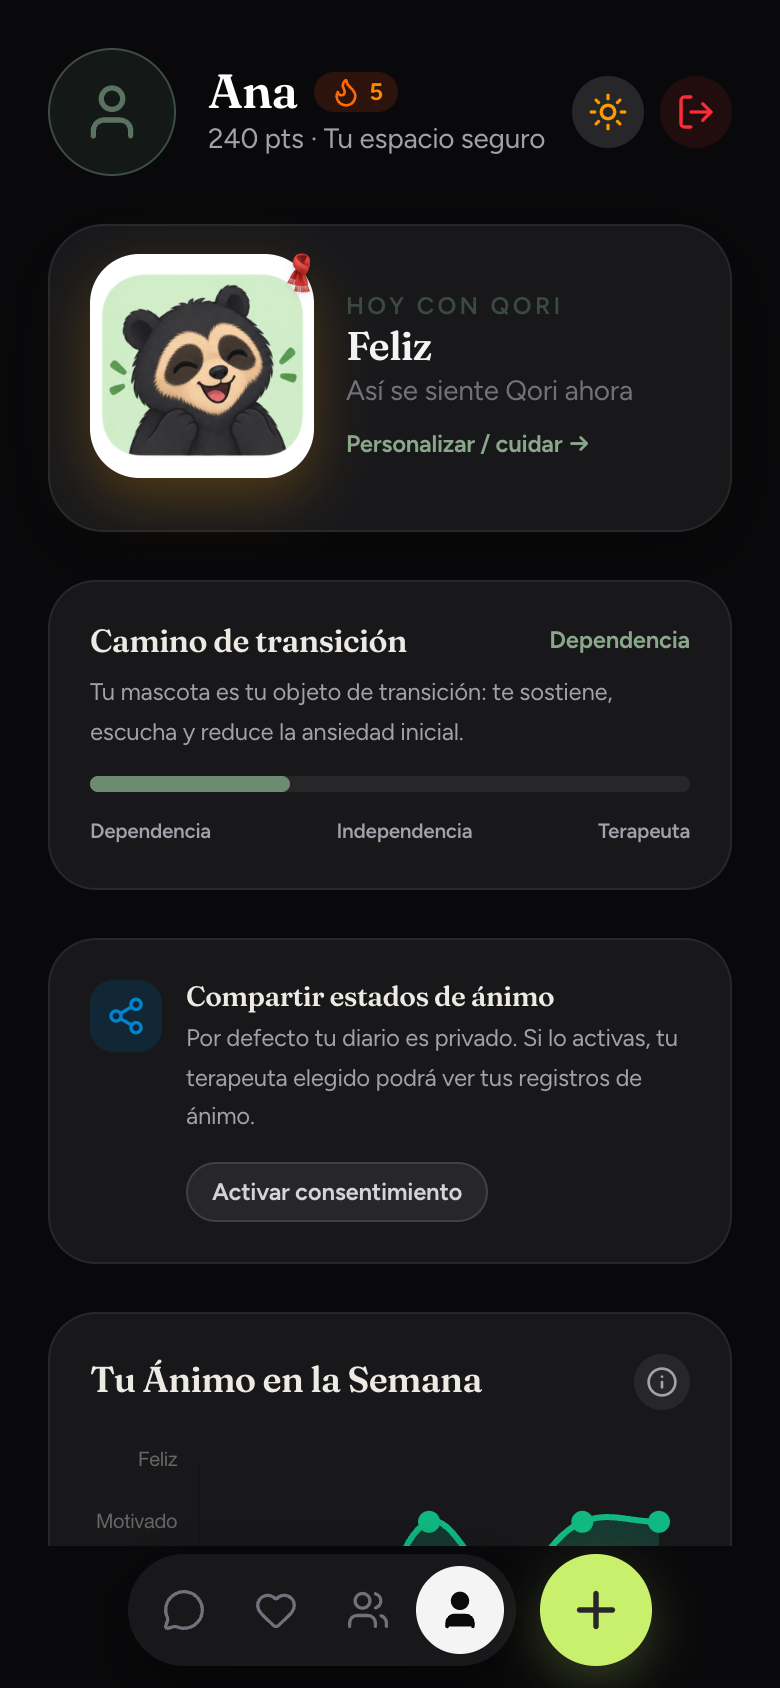 Ana
5
240 pts · Tu espacio seguro
HOY CON QORI
Feliz
Así se siente Qori ahora
Personalizar / cuidar →
Camino de transición
Dependencia
Tu mascota es tu objeto de transición: te sostiene,
escucha y reduce la ansiedad inicial.
Dependencia
Independencia
Terapeuta
Compartir estados de ánimo
Por defecto tu diario es privado. Si lo activas, tu
terapeuta elegido podrá ver tus registros de
ánimo.
Activar consentimiento
Tu Ánimo en la Semana
Feliz
Motivado